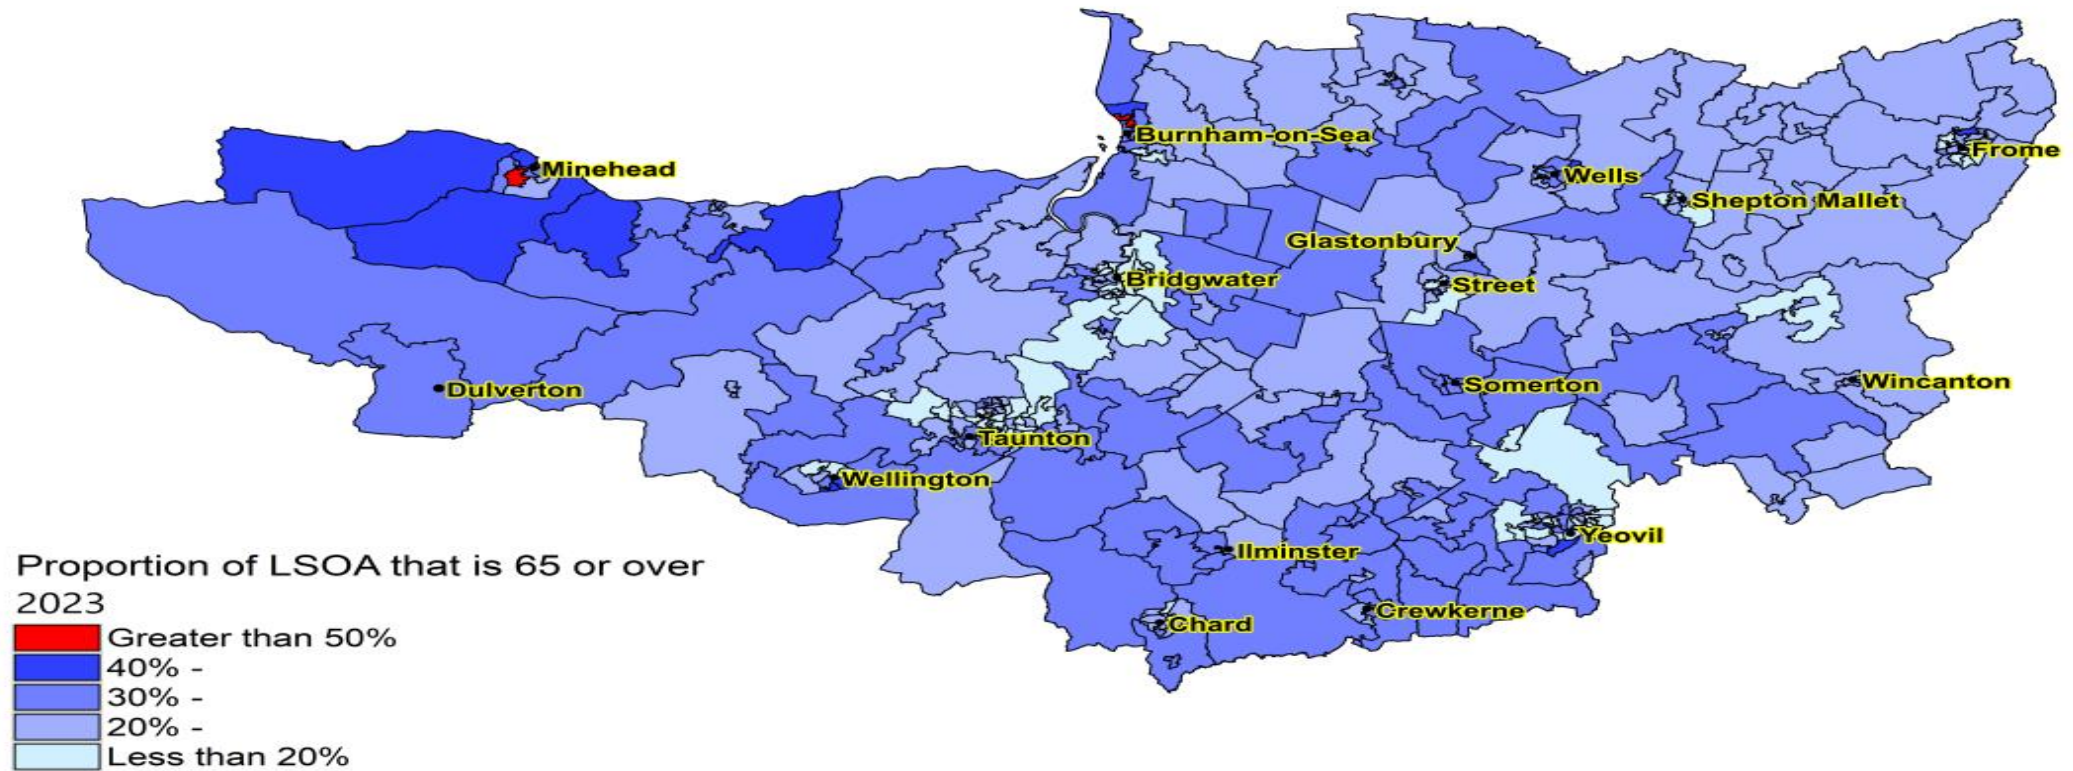 Burnham-on-Sea
Minehead
Frome
Wells
Shepton Mallet
Glastonbury
Bridgwater
Street
Dulverton
Somerton
Wincanton
Taunton
Wellington
Yeovil
Ilminster
Crewkerne
Chard
Proportion of LSOA that is 65 or over
2023
Greater than 50%
40% -
30% -
20% -
Less than 20%